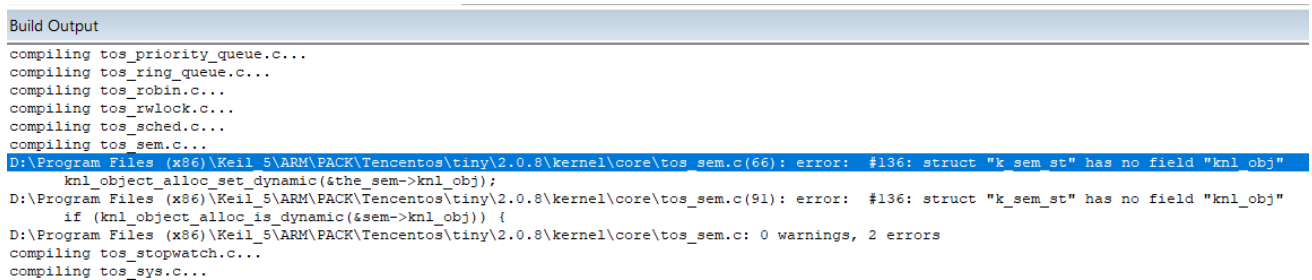 Build Output
compiling tos_priority_queue.c...
compiling tos_ring_queue.c...
compiling tos_robin.c...
compiling tos_rwlock.c...
compiling tos_sched.c...
compiling tos_sem.c...
D:\Program Files (x86)\Keil_5\ARM\PACK\Tencentos\tiny\2.0.8\kernel\core\tos_sem.c(66): error:  #136: struct "k_sem_st" has no field "knl_obj"
knl_object_alloc_set_dynamic(&the_sem->knl_obj);
D:\Program Files (x86)\Keil_5\ARM\PACK\Tencentos\tiny\2.0.8\kernel\core\tos_sem.c(91): error:  #136: struct "k_sem_st" has no field "knl_obj"
if (knl_object_alloc_is_dynamic(&sem->knl_obj)) {
D:\Program Files (x86)\Keil_5\ARM\PACK\Tencentos\tiny\2.0.8\kernel\core\tos_sem.c: 0 warnings, 2 errors
compiling tos_stopwatch.c...
compiling tos_sys.c...